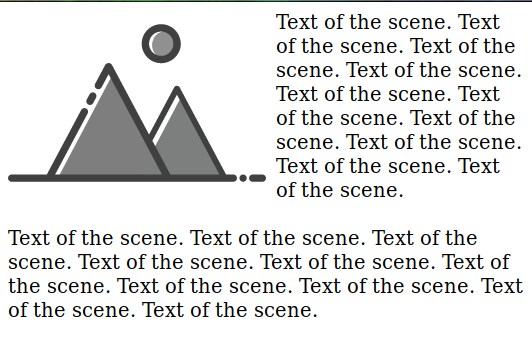 Text of the scene. Text
of the scene. Text of the
scene. Text of the scene.
Text of the scene. Text
of the scene. Text of the
scene. Text of the scene.
Text of the scene. Text
of the scene.
Text of the scene. Text of the scene. Text of the
scene. Text of the scene. Text of the scene. Text of
the scene. Text of the scene. Text of the scene. Text
of the scene. Text of the scene.